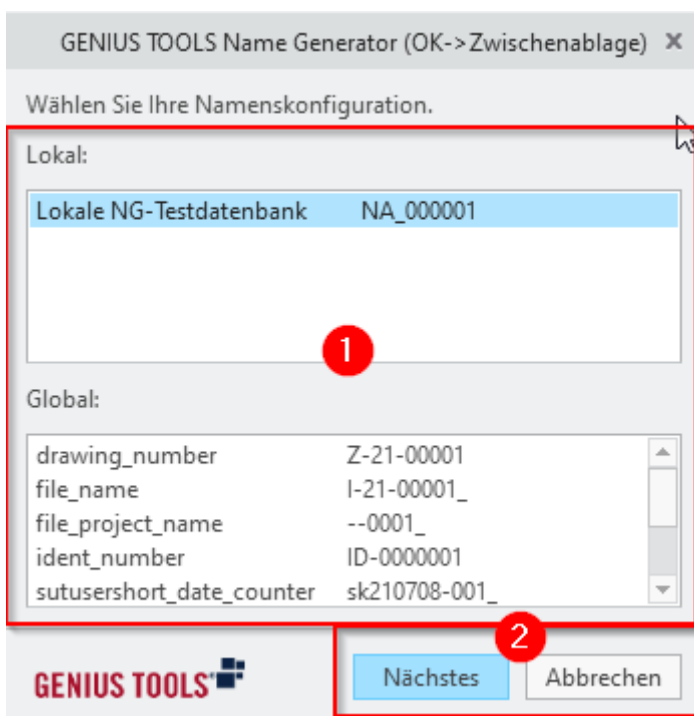 GENIUS TOOLS Name Generator (OK->Zwischenablage)
Wählen Sie Ihre Namenskonfiguration.
Lokal:
Lokale NG-Testdatenbank NA_000001
1
Global:
drawing_number Z-21-00001
file_name I-21-00001_
file_project_name --0001_
ident_number ID-0000001
sutusershort_date_counter sk210708-001_
2
GENIUS TOOLS Nächstes Abbrechen